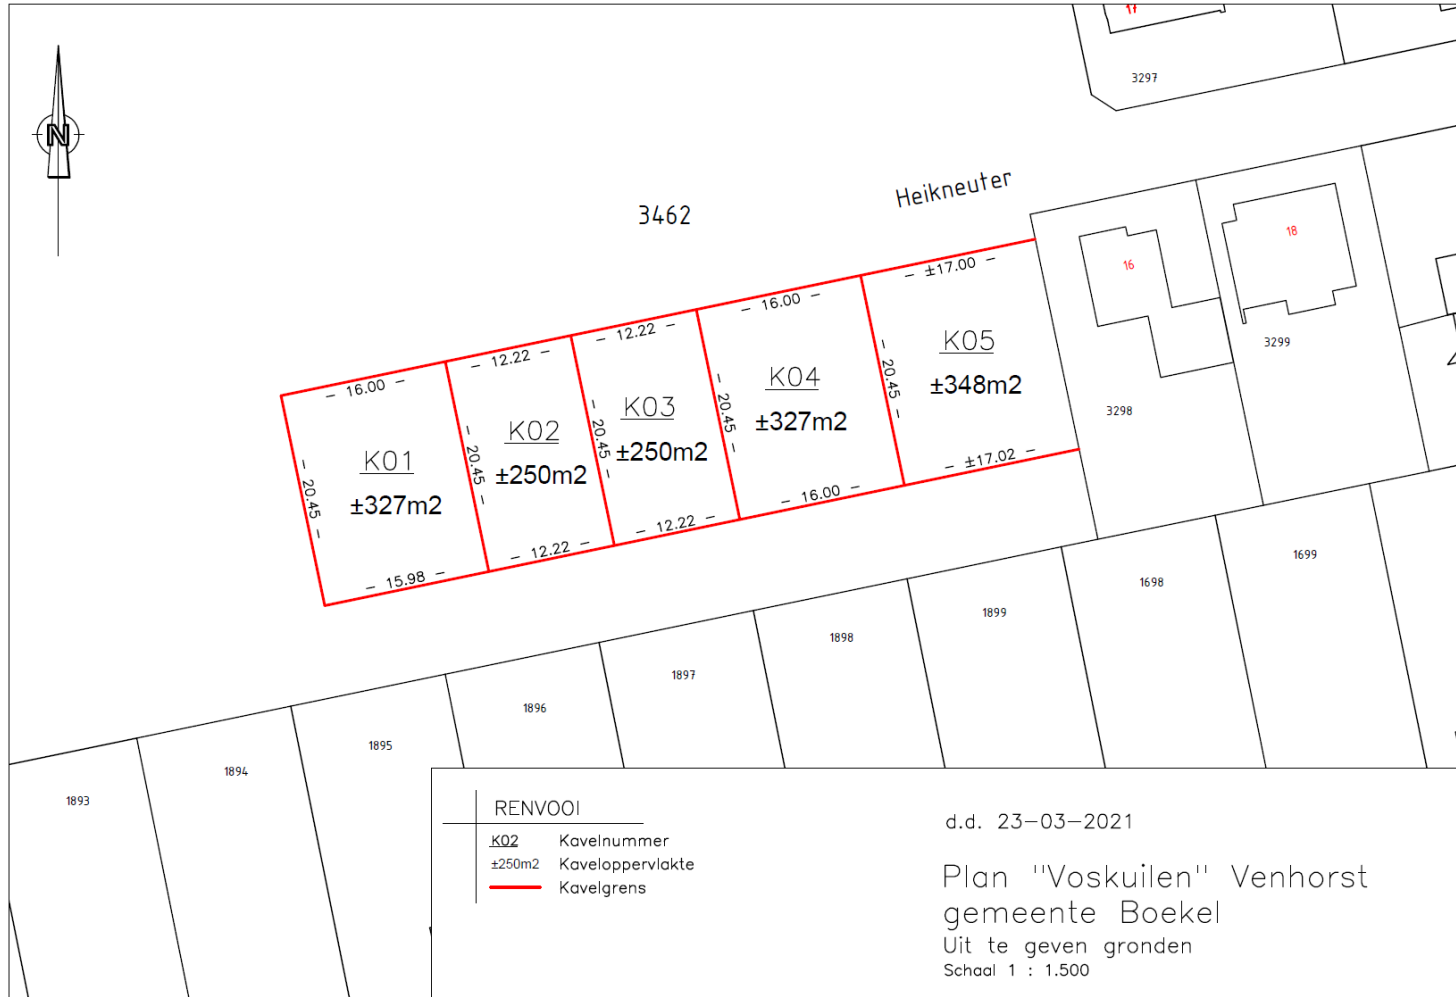 1f
3297
N
Heikneuter
3462
16
18
3299
3298
– ±17.00 –
– 16.00 –
– 12.22 –
– 12.22 –
– 16.00 –
K05
±348m2
K04
±327m2
K03
±250m2
K02
±250m2
K01
±327m2
– 20.45 –
– 20.45 –
– 20.45 –
– 20.45 –
– 20.45 –
– ±17.02 –
– 16.00 –
– 12.22 –
– 12.22 –
– 15.98 –
1699
1698
1899
1898
1897
1896
1895
1894
1893
RENVOOI
K02 Kavelnummer
±250m2 Kaveloppervlakte
Kavelgrens
d.d. 23-03-2021
Plan "Voskuilen" Venhorst
gemeente Boekel
Uit te geven gronden
Schaal 1 : 1.500